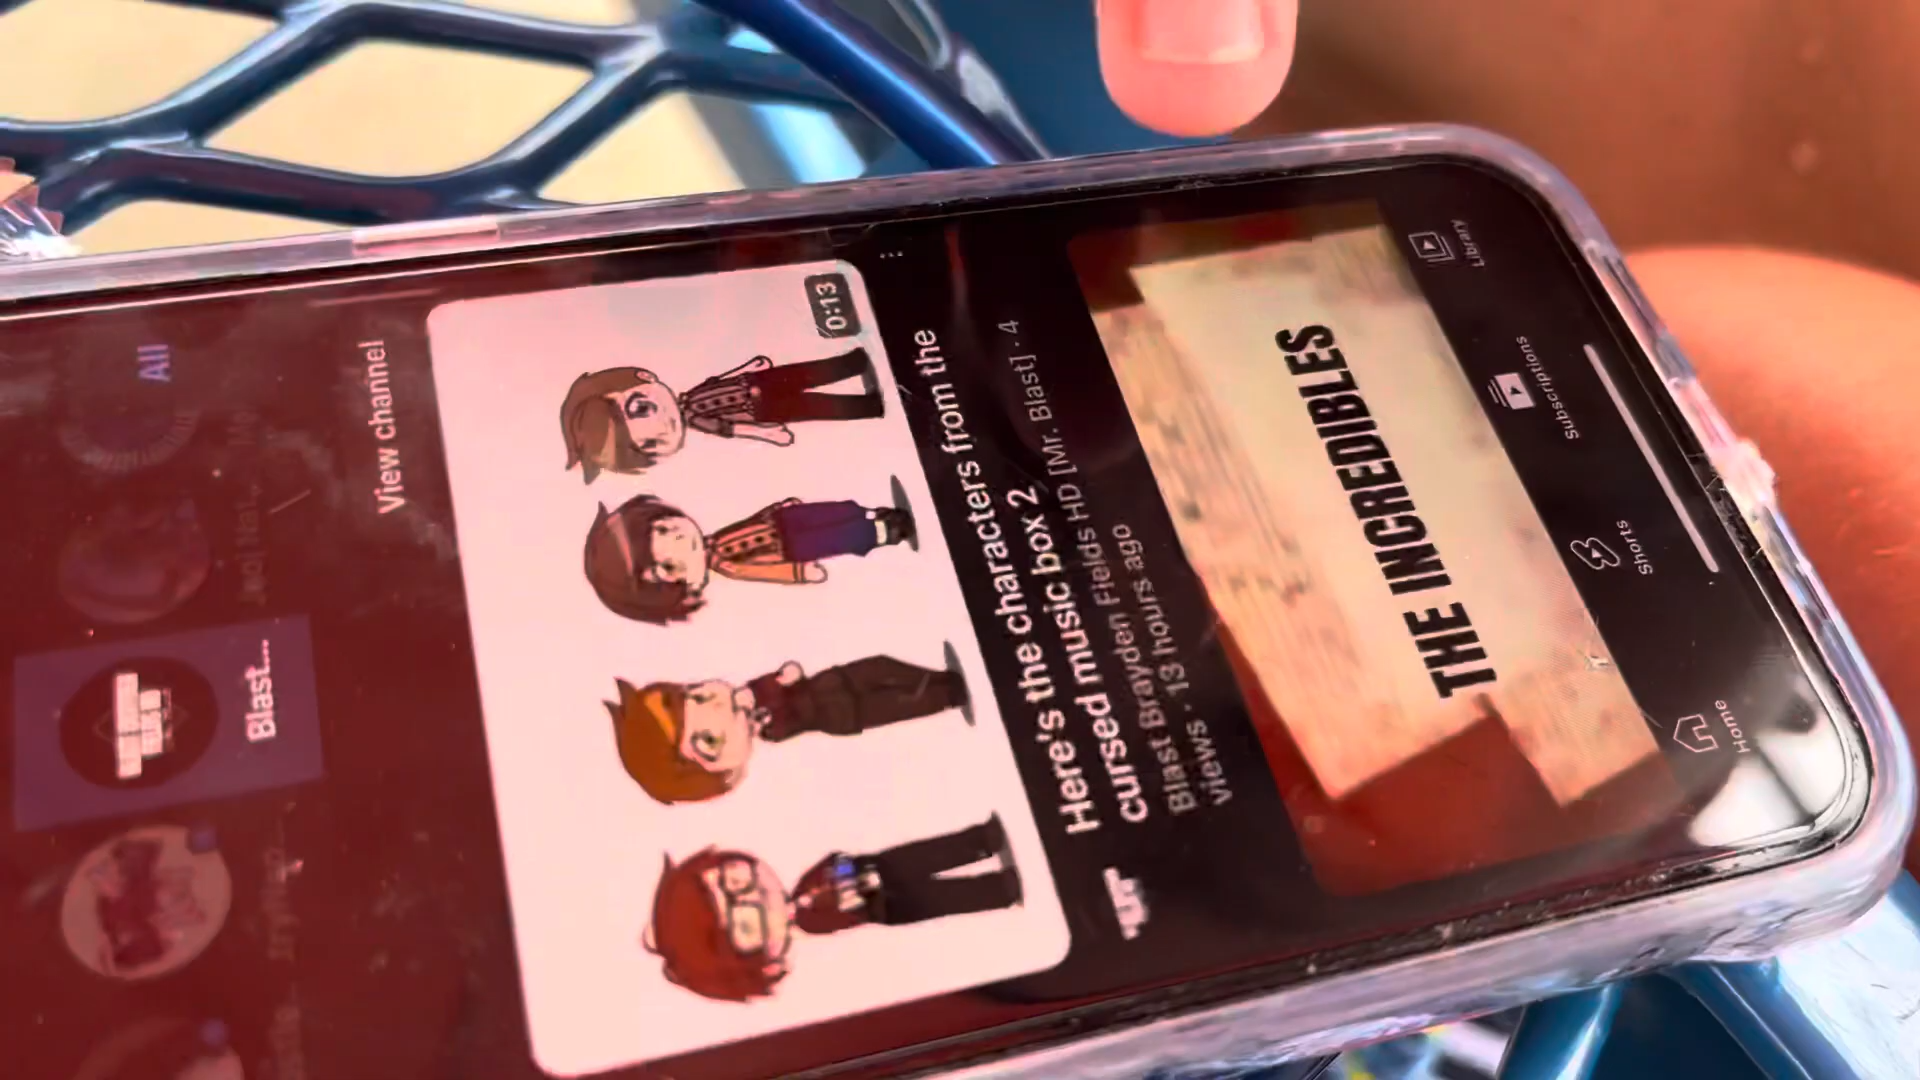 All
Blast...
View channel
0:13
Here's the characters from the
cursed music box 2
Blast Brayden Fields HD [Mr. Blast] · 4
views · 13 hours ago
THE INCREDIBLES
Home
Shorts
Subscriptions
Library